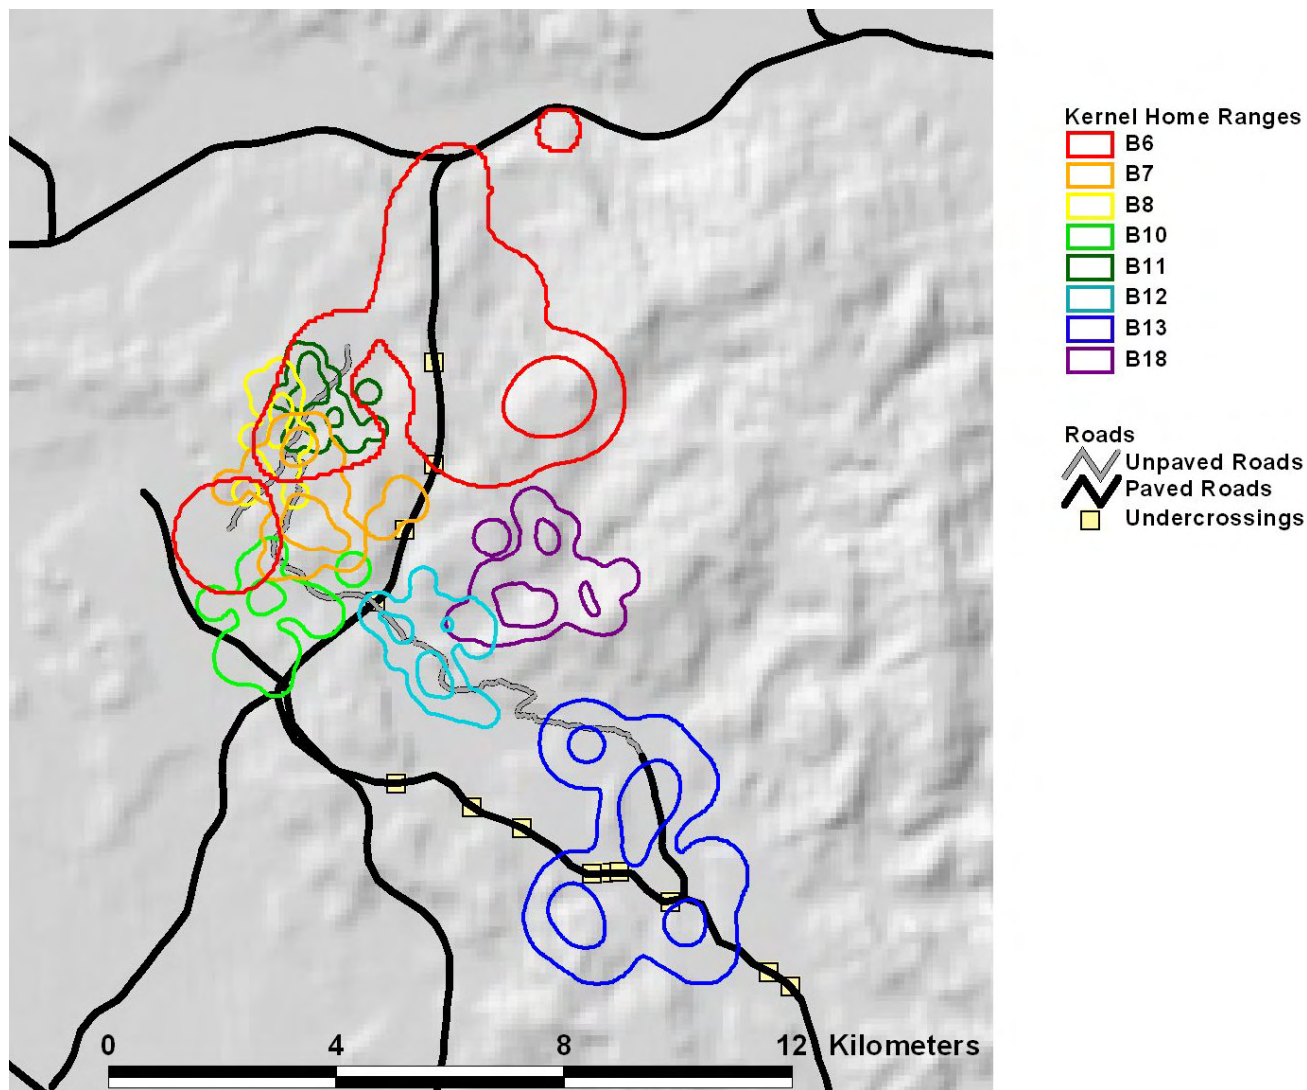 Kernel Home Ranges
B6
B7
B8
B10
B11
B12
B13
B18
Roads
Unpaved Roads
Paved Roads
Undercrossings
0 4 8 12 Kilometers